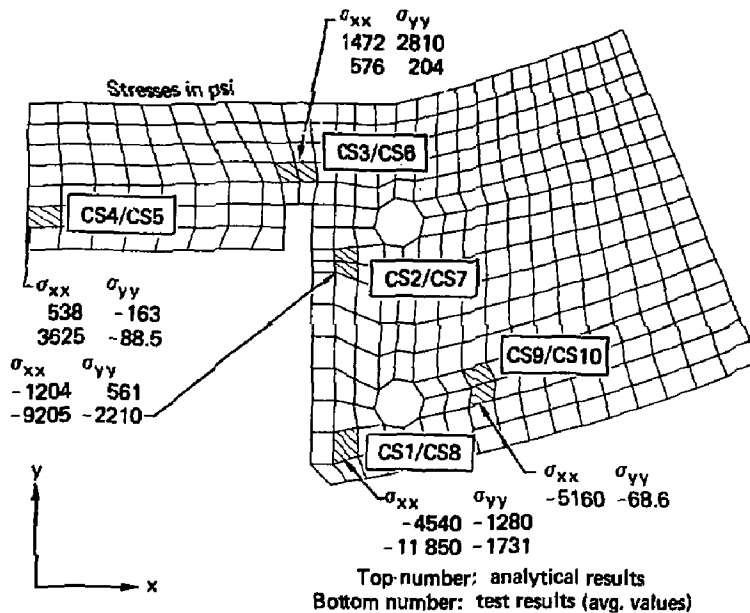 σxx σyy
1472 2810
576 204
Stresses in psi
CS3/CS6
CS4/CS5
σxx σyy
538 -163
3625 -88.5
CS2/CS7
σxx σyy
-1204 561
-9205 -2210
CS9/CS10
CS1/CS8
σxx σyy
-5160 -68.6
σxx σyy
-4540 -1280
-11 850 -1731
y
x
Top number: analytical results
Bottom number: test results (avg. values)